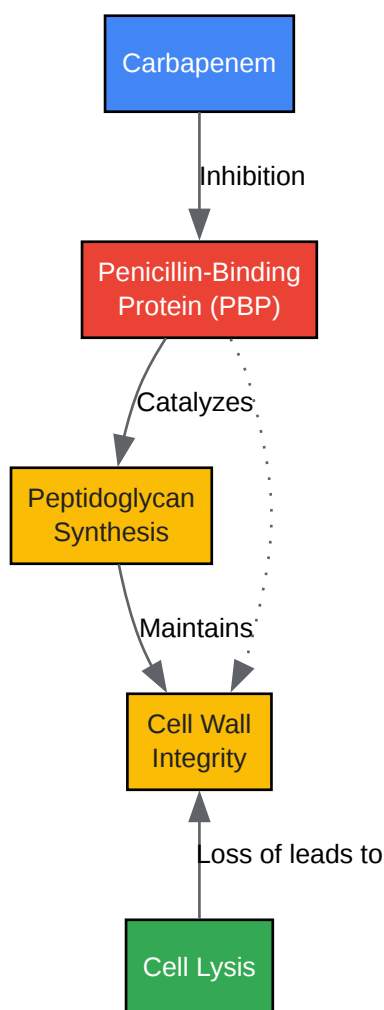 Carbapenem
Inhibition
Penicillin-Binding
Protein (PBP)
Catalyzes
Peptidoglycan
Synthesis
Maintains
Cell Wall
Integrity
Loss of leads to
Cell Lysis